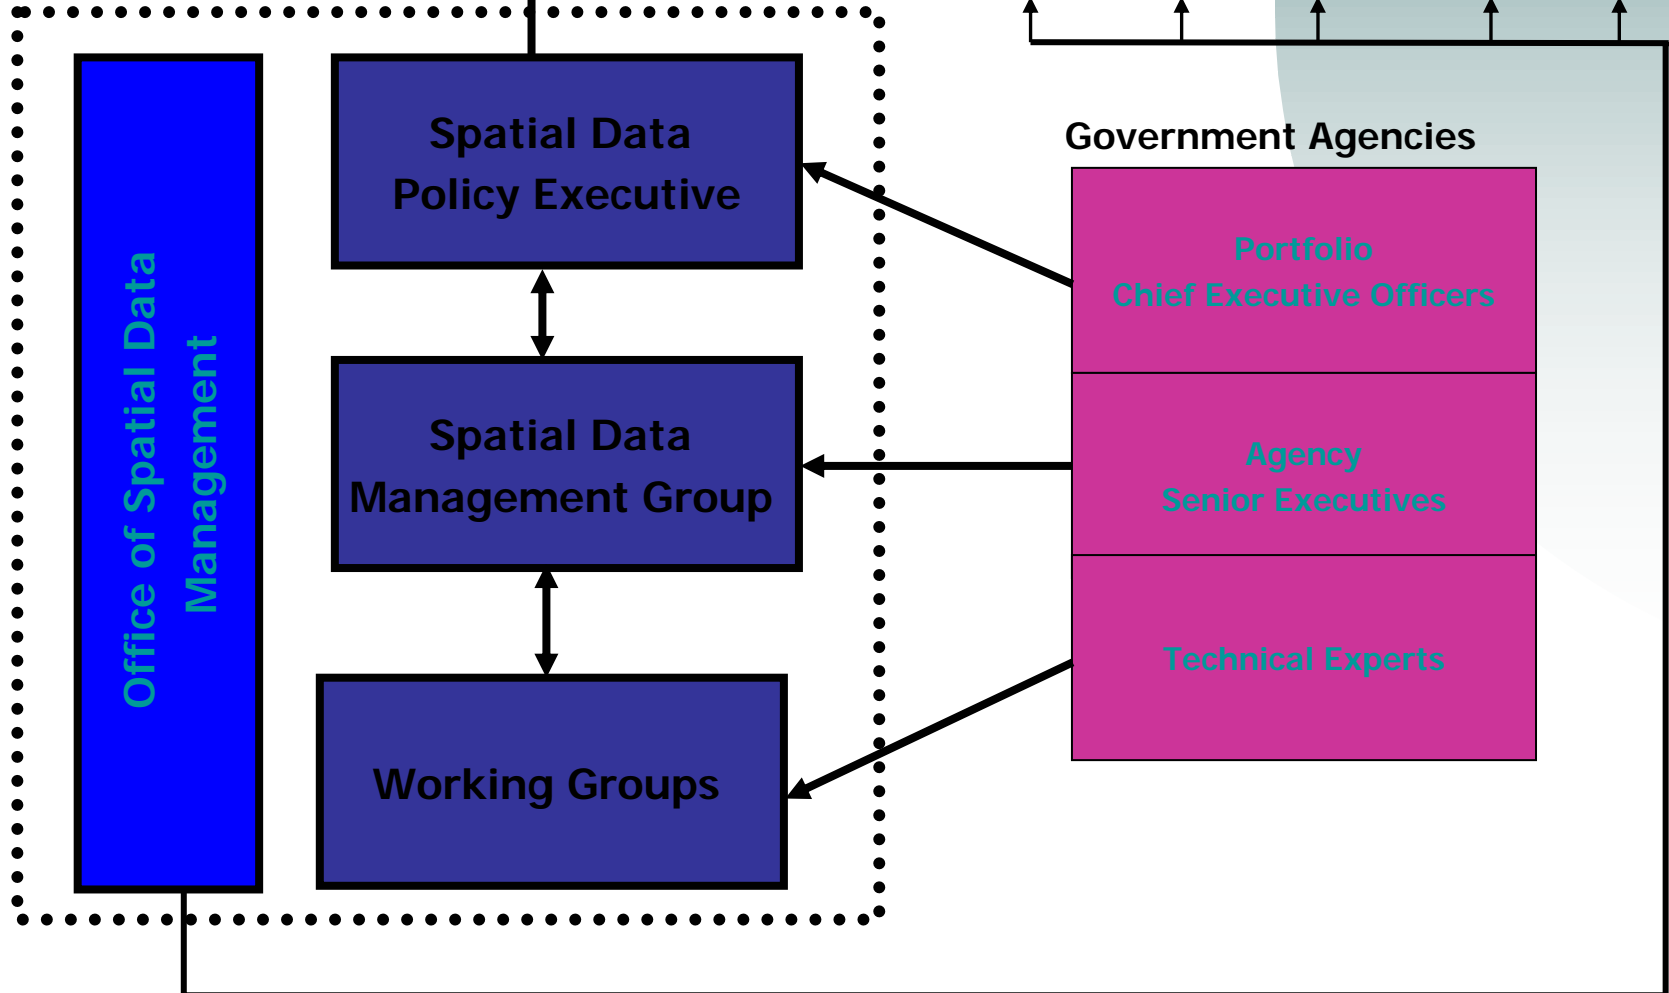 Office of Spatial Data
Management
Spatial Data
Policy Executive
Spatial Data
Management Group
Working Groups
Government Agencies
Portfolio
Chief Executive Officers
Agency
Senior Executives
Technical Experts